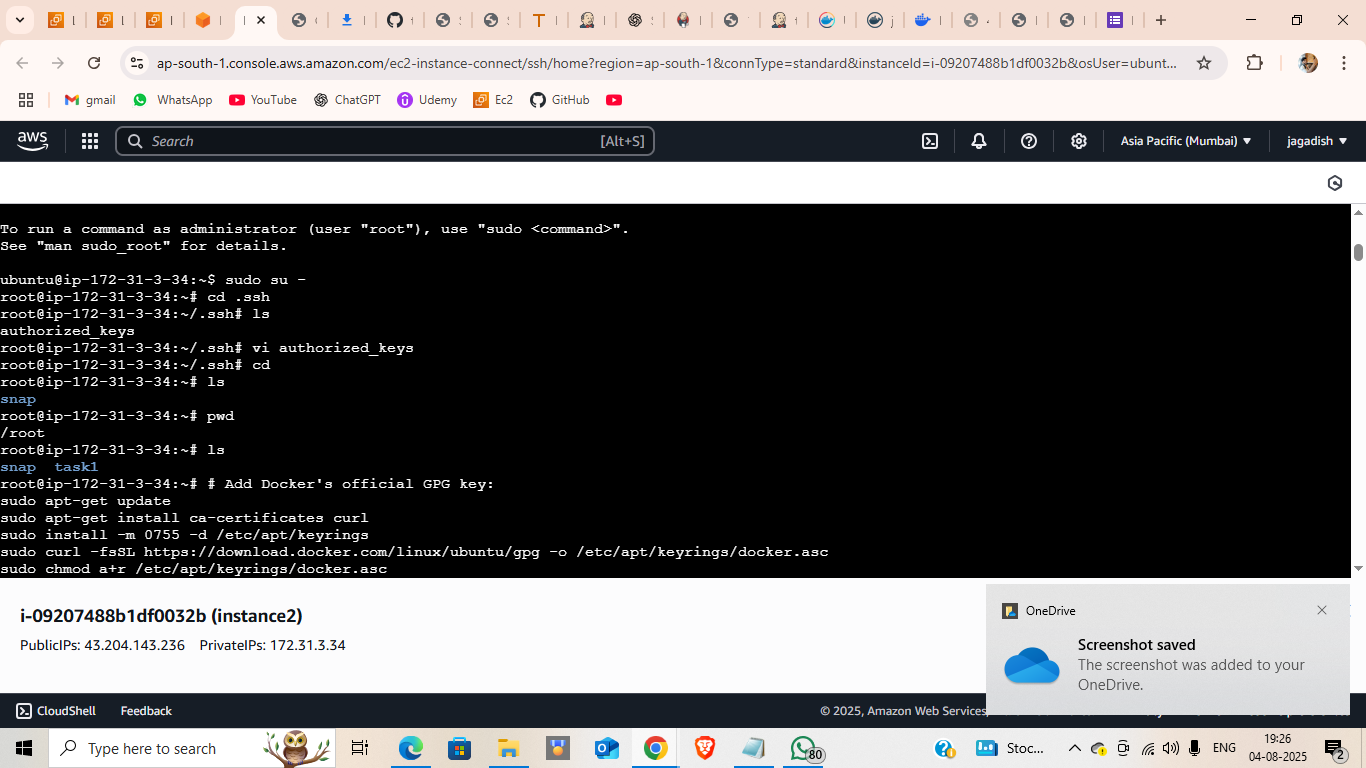 ap-south-1.console.aws.amazon.com/ec2-instance-connect/ssh/home?region=ap-south-1&connType=standard&instanceId=i-09207488b1df0032b&osUser=ubunt...
gmail WhatsApp YouTube ChatGPT Udemy Ec2 GitHub
aws Search [Alt+S] Asia Pacific (Mumbai) jagadish
To run a command as administrator (user "root"), use "sudo <command>".
See "man sudo_root" for details.
ubuntu@ip-172-31-3-34:~$ sudo su -
root@ip-172-31-3-34:~# cd .ssh
root@ip-172-31-3-34:~/.ssh# ls
authorized_keys
root@ip-172-31-3-34:~/.ssh# vi authorized_keys
root@ip-172-31-3-34:~/.ssh# cd
root@ip-172-31-3-34:~# ls
snap
root@ip-172-31-3-34:~# pwd
/root
root@ip-172-31-3-34:~# ls
snap task1
root@ip-172-31-3-34:~# # Add Docker's official GPG key:
sudo apt-get update
sudo apt-get install ca-certificates curl
sudo install -m 0755 -d /etc/apt/keyrings
sudo curl -fsSL https://download.docker.com/linux/ubuntu/gpg -o /etc/apt/keyrings/docker.asc
sudo chmod a+r /etc/apt/keyrings/docker.asc
i-09207488b1df0032b (instance2)
PublicIPs: 43.204.143.236 PrivateIPs: 172.31.3.34
OneDrive
Screenshot saved
The screenshot was added to your
OneDrive.
CloudShell Feedback © 2025, Amazon Web Services,
Type here to search 80 Stoc... ENG 19:26
04-08-2025 2